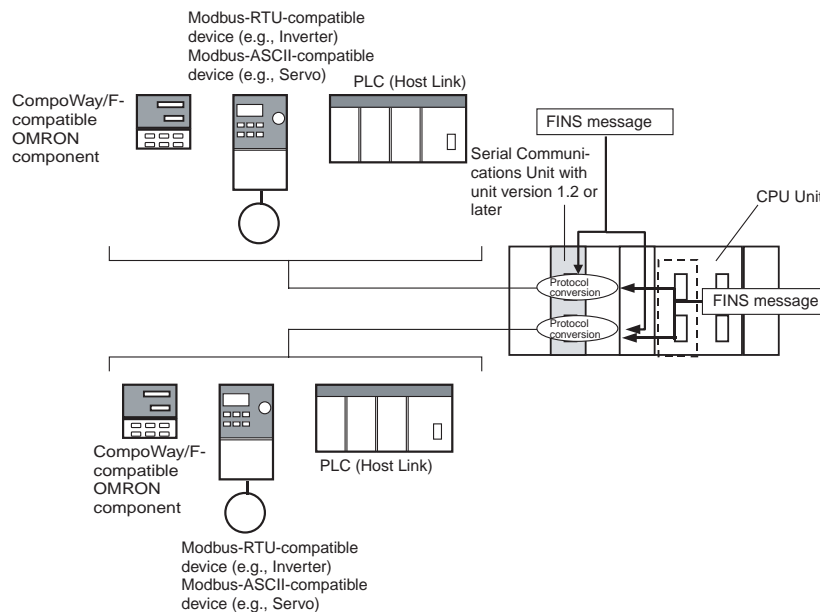 Modbus-RTU-compatible
device (e.g., Inverter)
Modbus-ASCII-compatible
device (e.g., Servo)
PLC (Host Link)
CompoWay/F-
compatible
OMRON
component
FINS message
Serial Communi-
cations Unit with
unit version 1.2 or
later
CPU Unit
Protocol
conversion
FINS message
Protocol
conversion
CompoWay/F-
compatible
OMRON
component
PLC (Host Link)
Modbus-RTU-compatible
device (e.g., Inverter)
Modbus-ASCII-compatible
device (e.g., Servo)